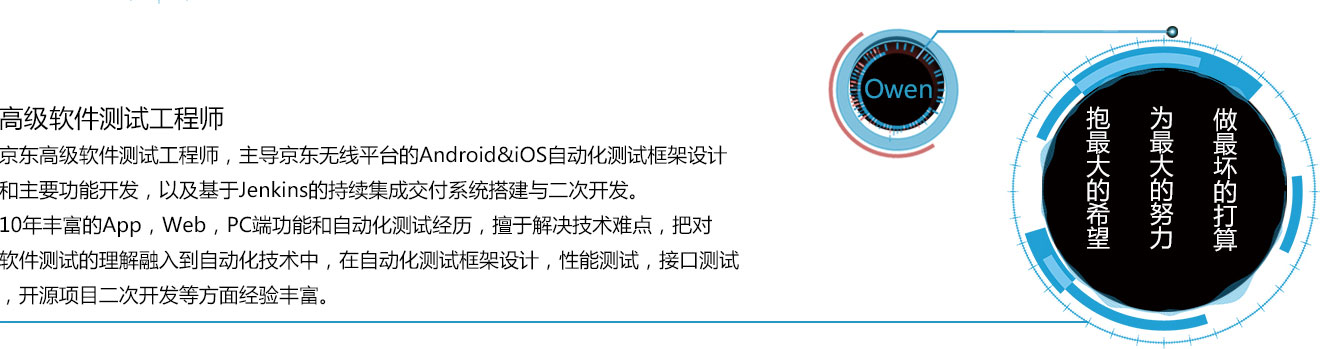 高级软件测试工程师
京东高级软件测试工程师，主导京东无线平台的Android&iOS自动化测试框架设计
和主要功能开发，以及基于Jenkins的持续集成交付系统搭建与二次开发。
10年丰富的App，Web，PC端功能和自动化测试经历，擅于解决技术难点，把对
软件测试的理解融入到自动化技术中，在自动化测试框架设计，性能测试，接口测试
，开源项目二次开发等方面经验丰富。
Owen
做最坏的打算
为最大的努力
抱最大的希望